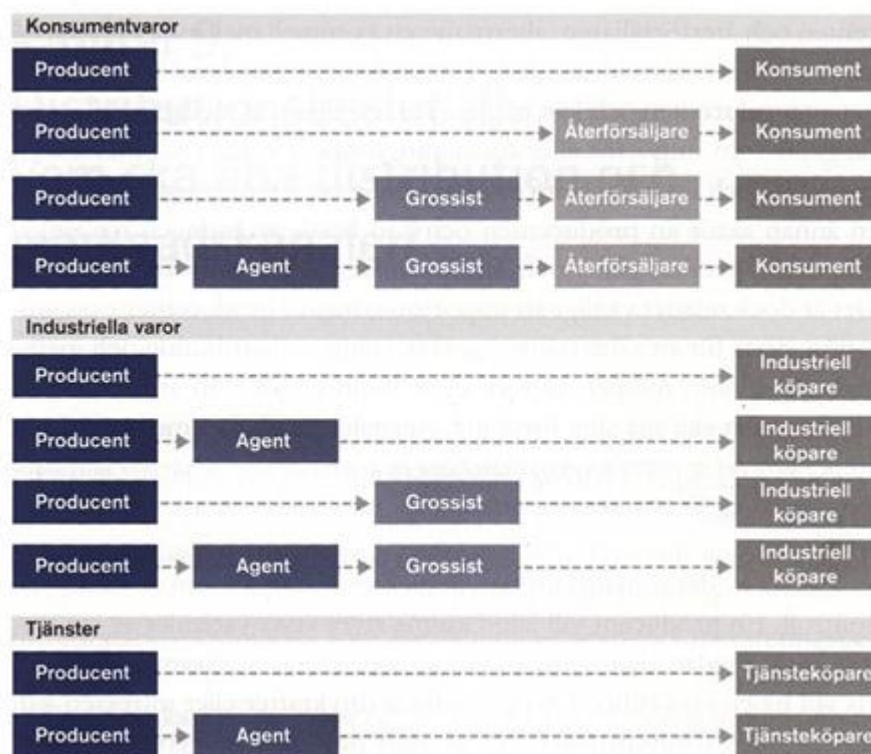 Konsumentvaror
Producent Konsument
Producent Återförsäljare Konsument
Producent Grossist Återförsäljare Konsument
Producent Agent Grossist Återförsäljare Konsument
Industriella varor
Producent Industriell
köpare
Producent Agent Industriell
köpare
Producent Grossist Industriell
köpare
Producent Agent Grossist Industriell
köpare
Tjänster
Producent Tjänsteköpare
Producent Agent Tjänsteköpare